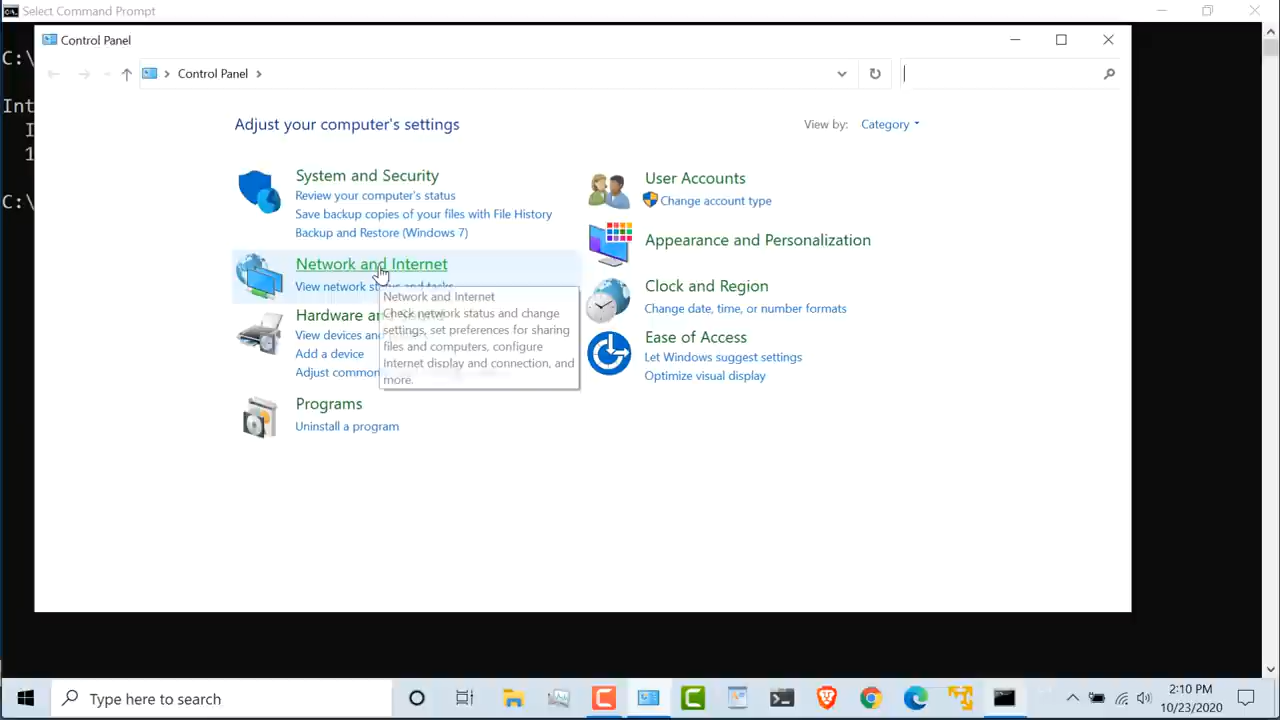 Select Command Prompt
C:\
Control Panel
Control Panel
Int
I
1
C:\
Adjust your computer's settings
View by: Category
System and Security
Review your computer's status
Save backup copies of your files with File History
Backup and Restore (Windows 7)
Network and Internet
View network status and tasks
Network and Internet
Check network status and change
settings, set preferences for sharing
files and computers, configure
Internet display and connection, and
more.
Hardware an
View devices an
Add a device
Adjust common
Programs
Uninstall a program
User Accounts
Change account type
Appearance and Personalization
Clock and Region
Change date, time, or number formats
Ease of Access
Let Windows suggest settings
Optimize visual display
Type here to search
2:10 PM
10/23/2020